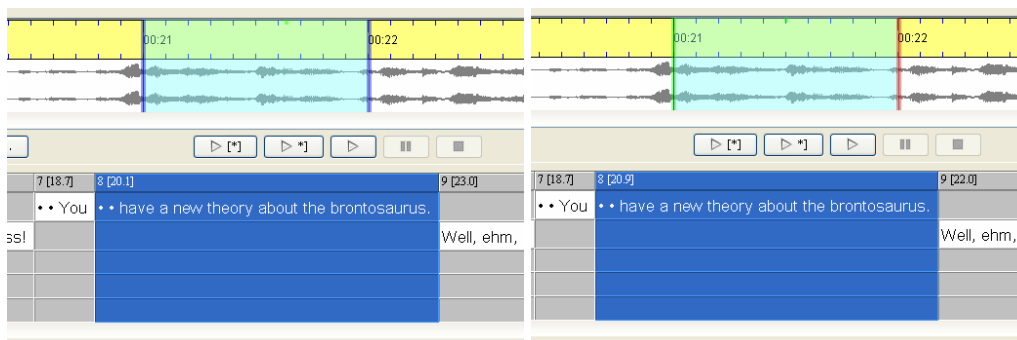 00:21 00:22
. ▷ [*] ▷ *] ▷
7 [18.7] 8 [20.1] 9 [23.0]
• • You • • have a new theory about the brontosaurus.
ss! Well, ehm,
00:21 00:22
▷ [*] ▷ *] ▷
7 [18.7] 8 [20.9] 9 [22.0]
• • You • • have a new theory about the brontosaurus.
Well, ehm,